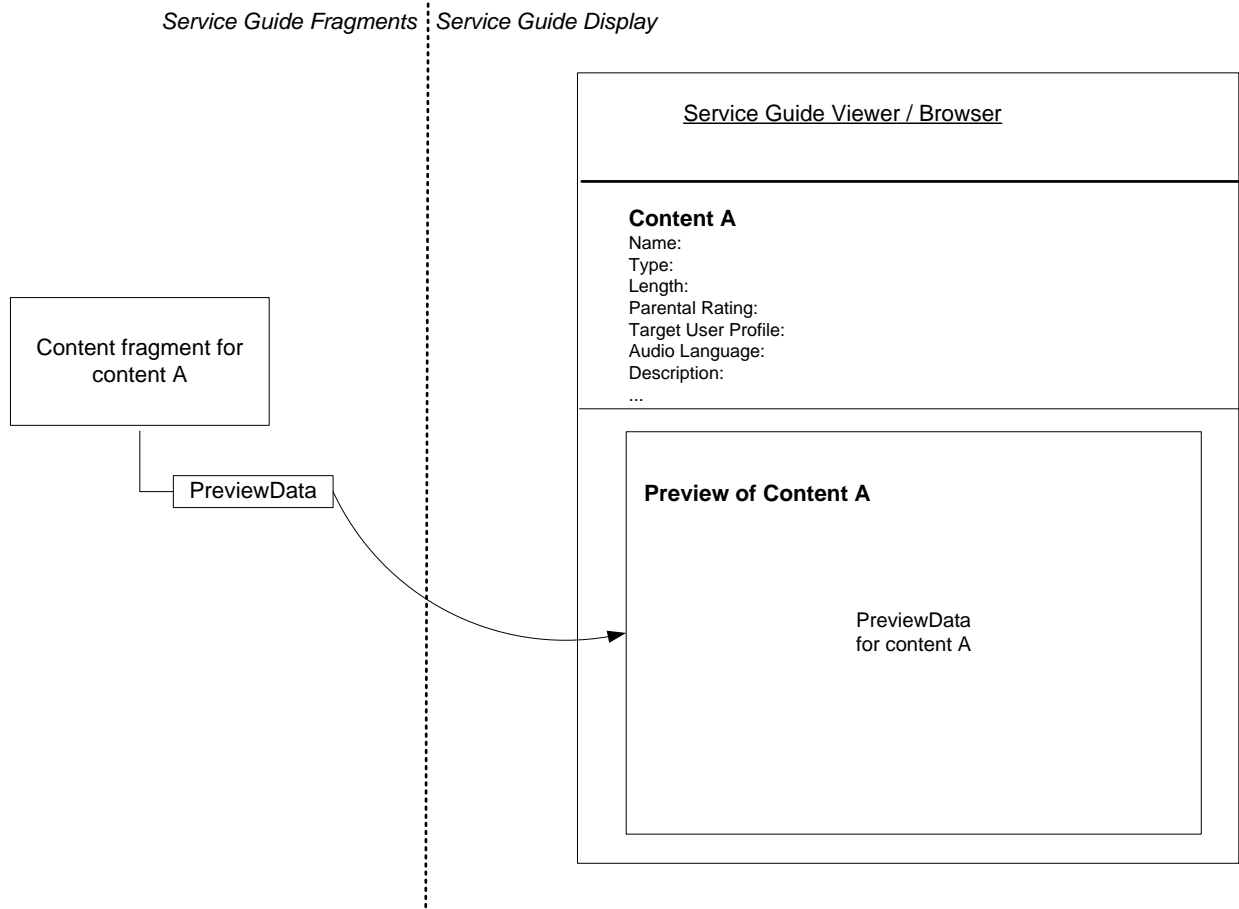 Service Guide Fragments
Service Guide Display
Service Guide Viewer / Browser
Content A
Name:
Type:
Length:
Parental Rating:
Target User Profile:
Audio Language:
Description:
...
Content fragment for
content A
PreviewData
Preview of Content A
PreviewData
for content A